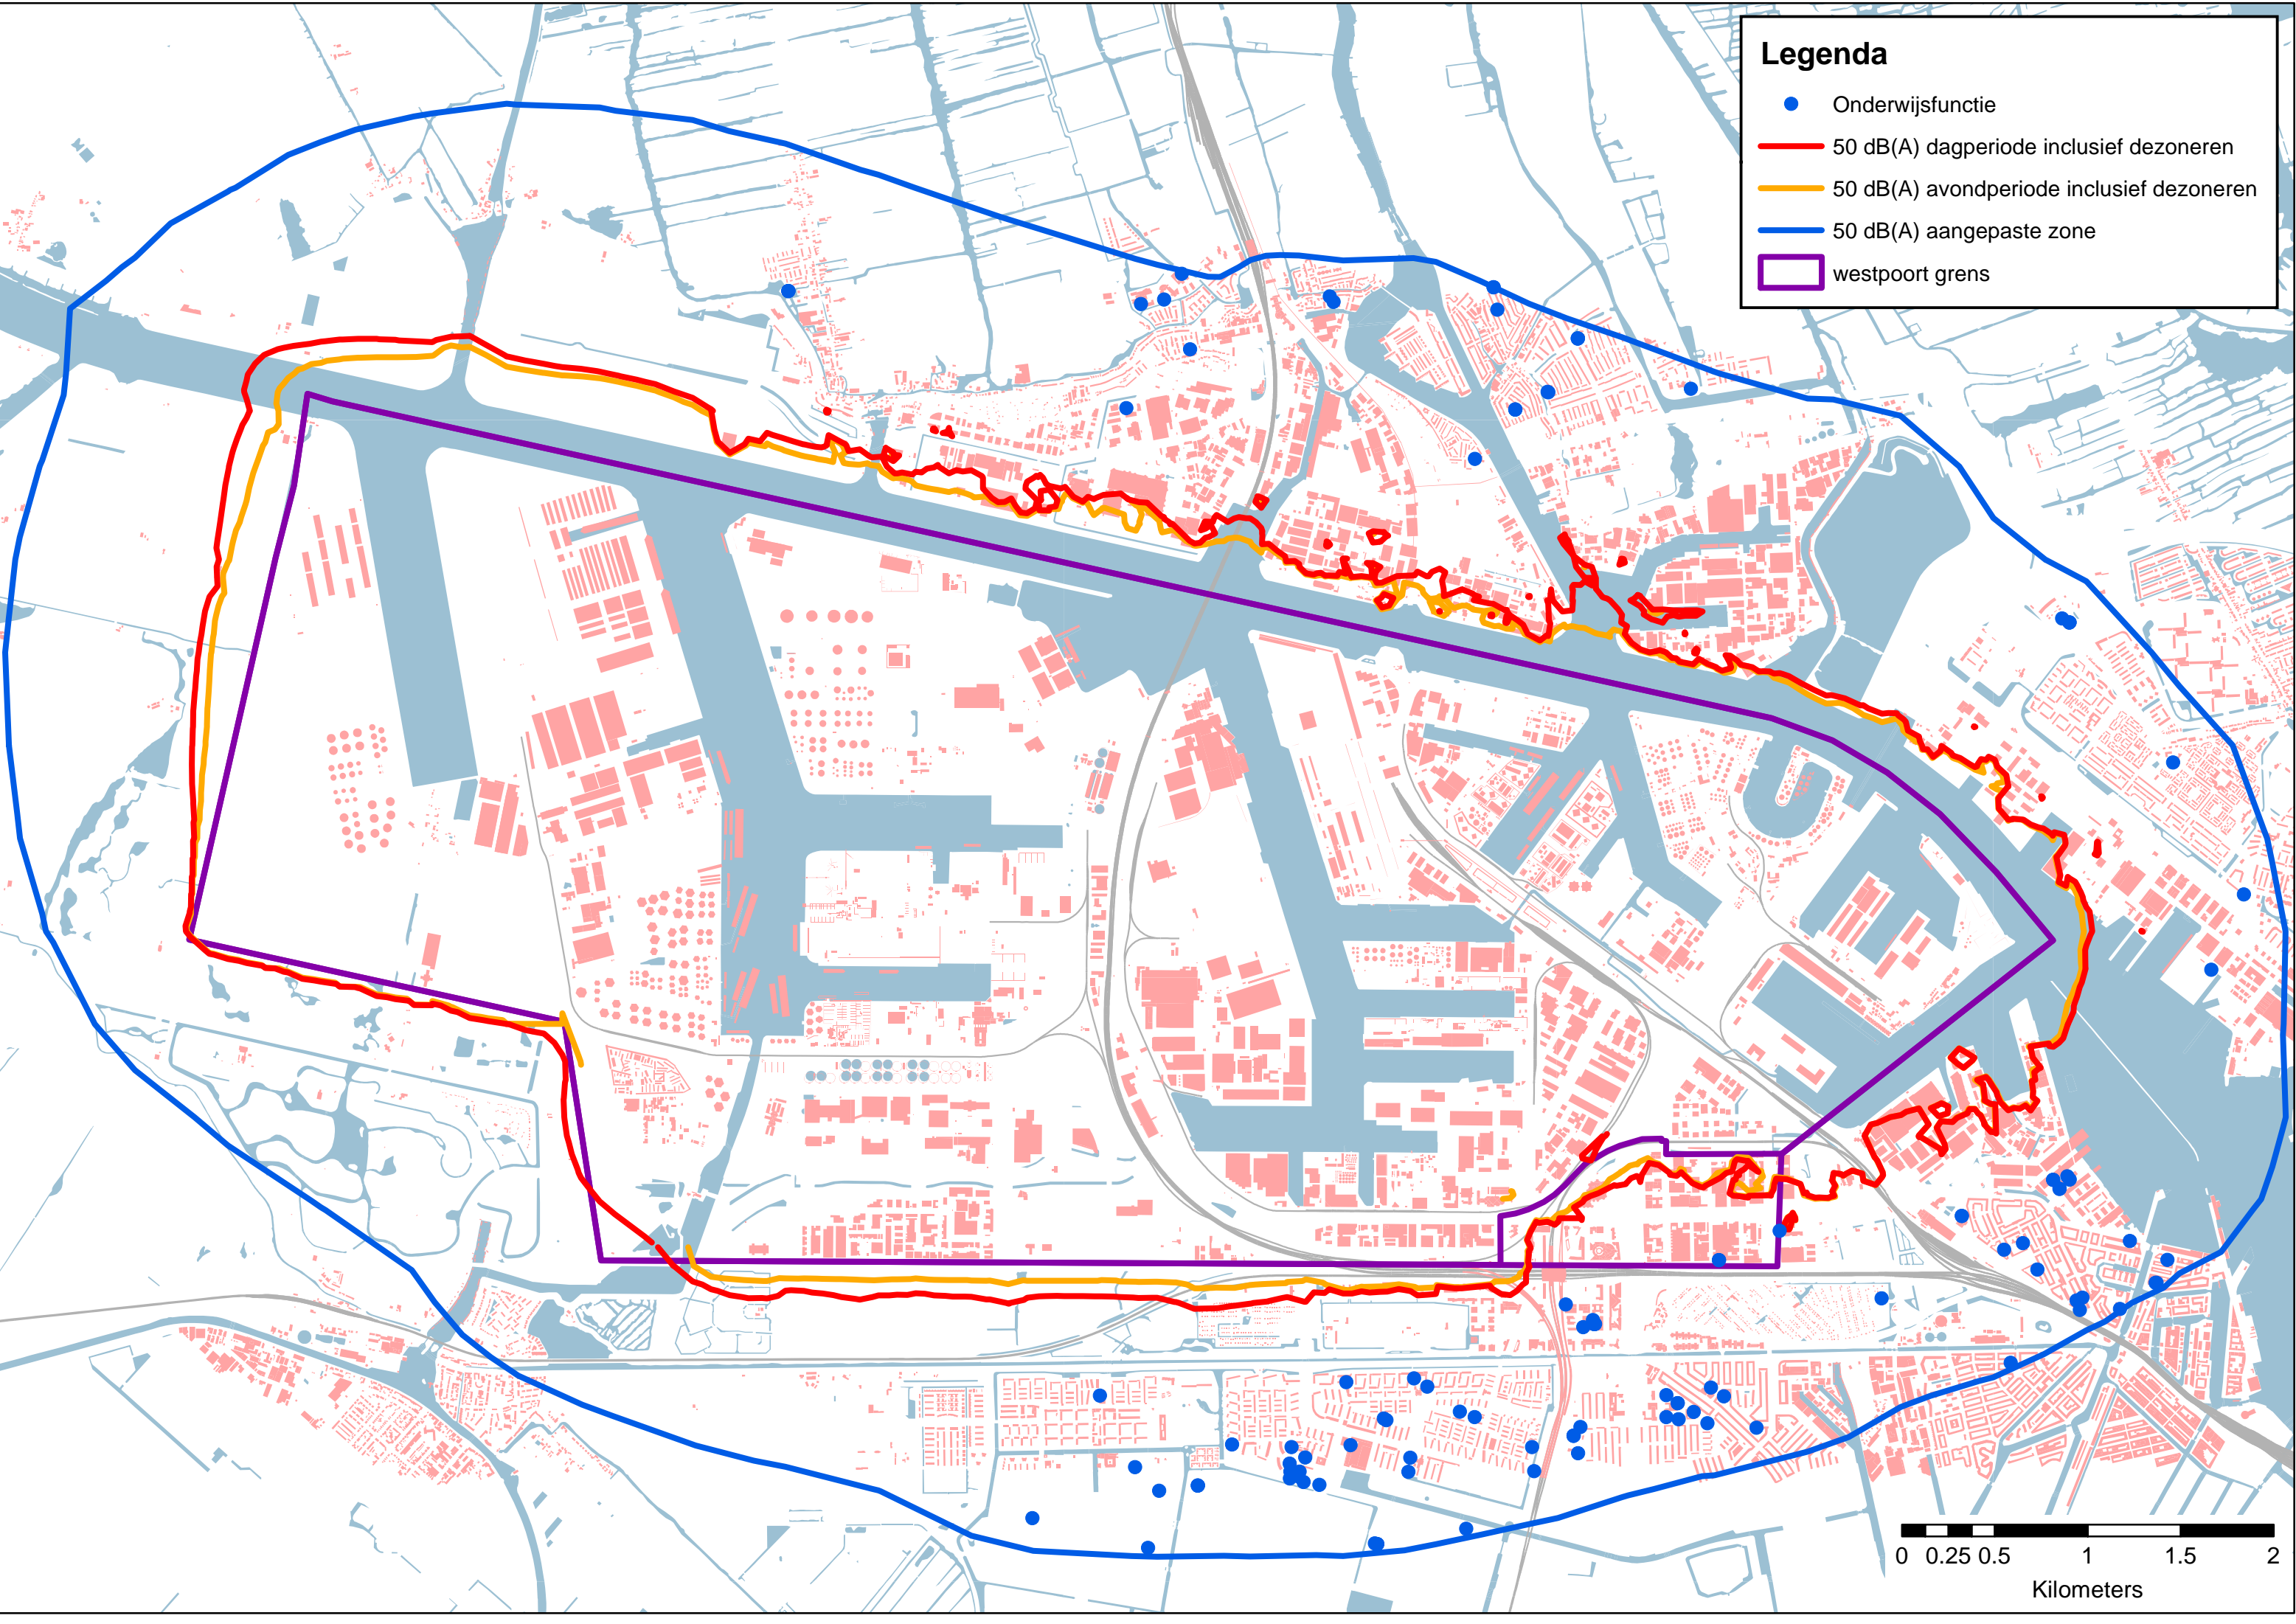 Legenda
Onderwijsfunctie
50 dB(A) dagperiode inclusief dezoneren
50 dB(A) avondperiode inclusief dezoneren
50 dB(A) aangepaste zone
westpoort grens
0 0.25 0.5 1 1.5 2
Kilometers